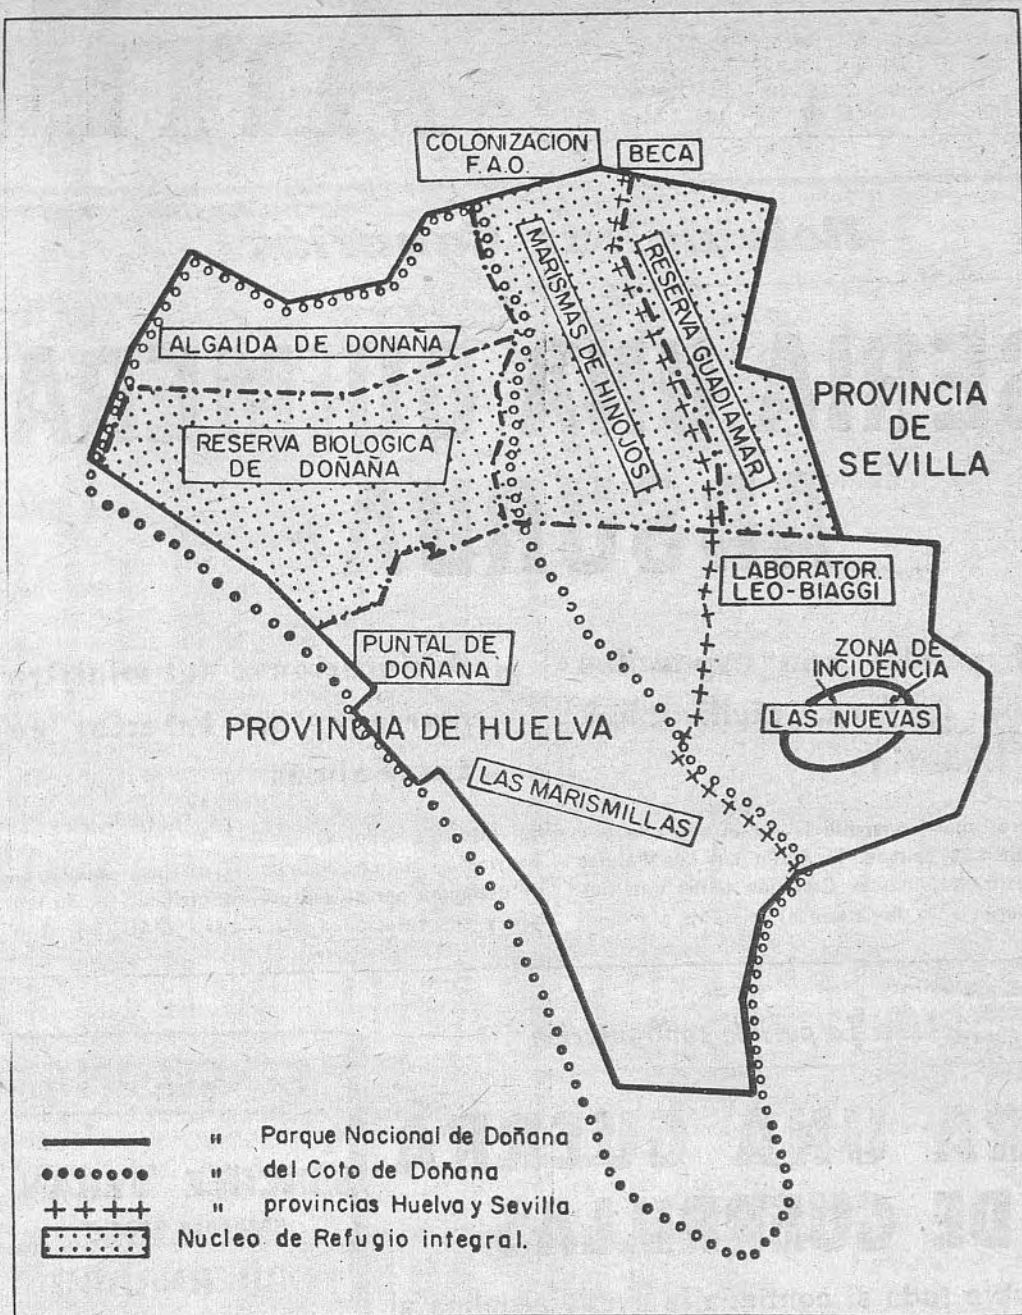 COLONIZACION
F.A.O.
BECA
MARISMAS DE HINOJOS
RESERVA GUADIAMAR
ALGAIDA DE DONAÑA
PROVINCIA
DE
SEVILLA
RESERVA BIOLOGICA
DE DOÑAÑA
LABORATOR.
LEO-BIAGGI
PUNTAL DE
DOÑANA
ZONA DE
INCIDENCIA
LAS NUEVAS
PROVINCIA DE HUELVA
LAS MARISMILLAS
" Parque Nacional de Doñana
" del Coto de Doñana
" provincias Huelva y Sevilla
Nucleo de Refugio integral.